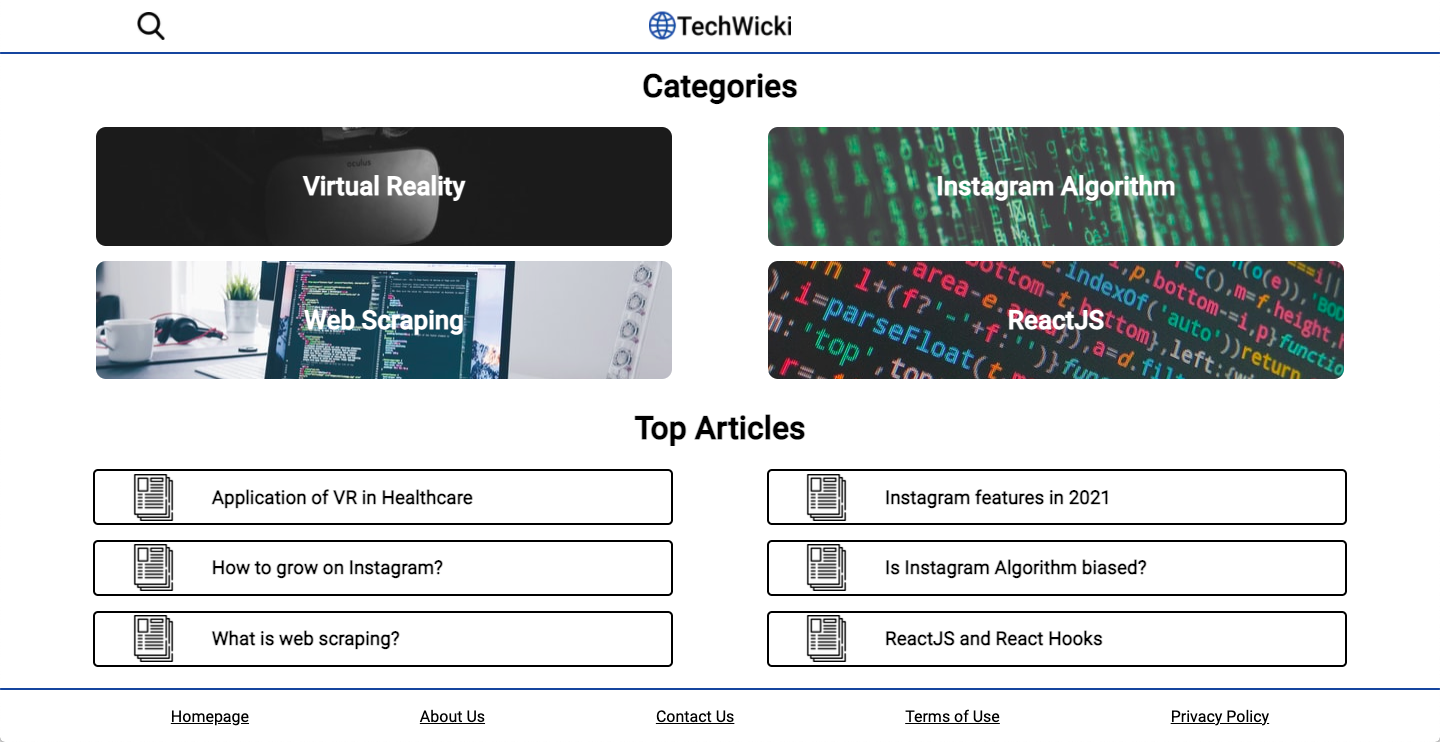 TechWicki
Categories
oculus
Virtual Reality
Instagram Algorithm
Web Scraping
ReactJS
Top Articles
Application of VR in Healthcare
Instagram features in 2021
How to grow on Instagram?
Is Instagram Algorithm biased?
What is web scraping?
ReactJS and React Hooks
Homepage
About Us
Contact Us
Terms of Use
Privacy Policy